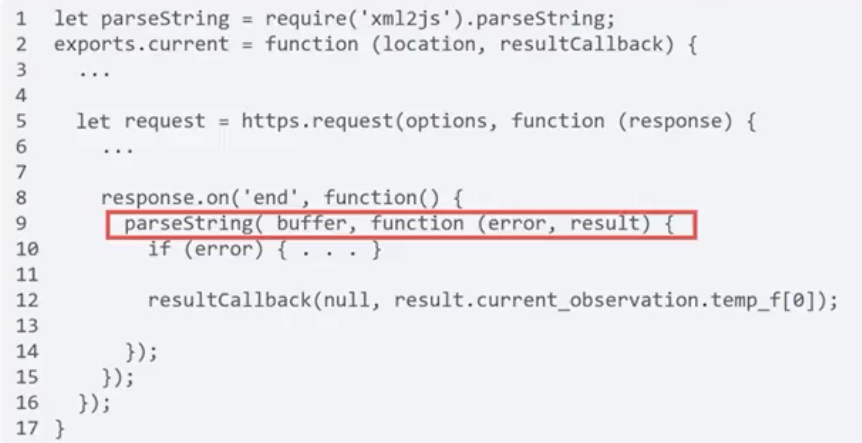 1 let parseString = require('xml2js').parseString;
2 exports.current = function (location, resultCallback) {
3 ...
4
5 let request = https.request(options, function (response) {
6 ...
7
8 response.on('end', function() {
9 parseString( buffer, function (error, result) {
10 if (error) { . . . }
11
12 resultCallback(null, result.current_observation.temp_f[0]);
13
14 });
15 });
16 });
17 }